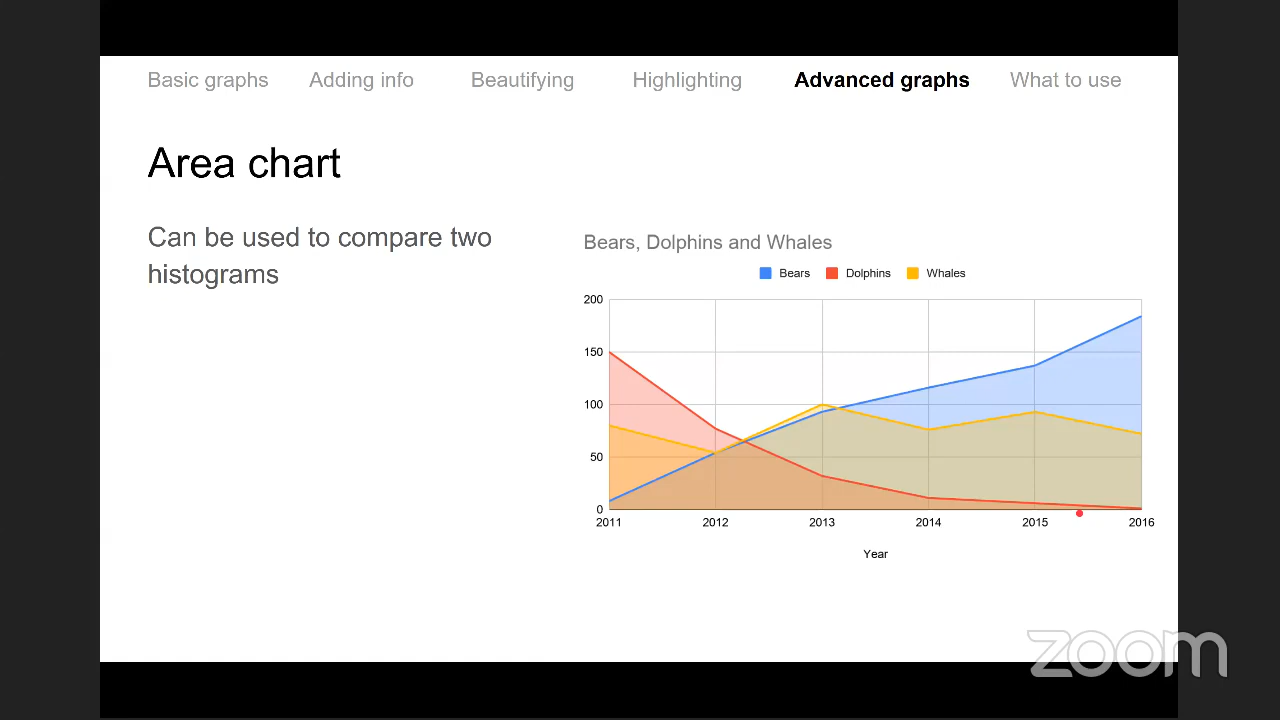 Basic graphs Adding info Beautifying Highlighting Advanced graphs What to use
Area chart
Can be used to compare two
histograms
Bears, Dolphins and Whales
Bears Dolphins Whales
200
150
100
50
0
2011 2012 2013 2014 2015 2016
Year
zoom